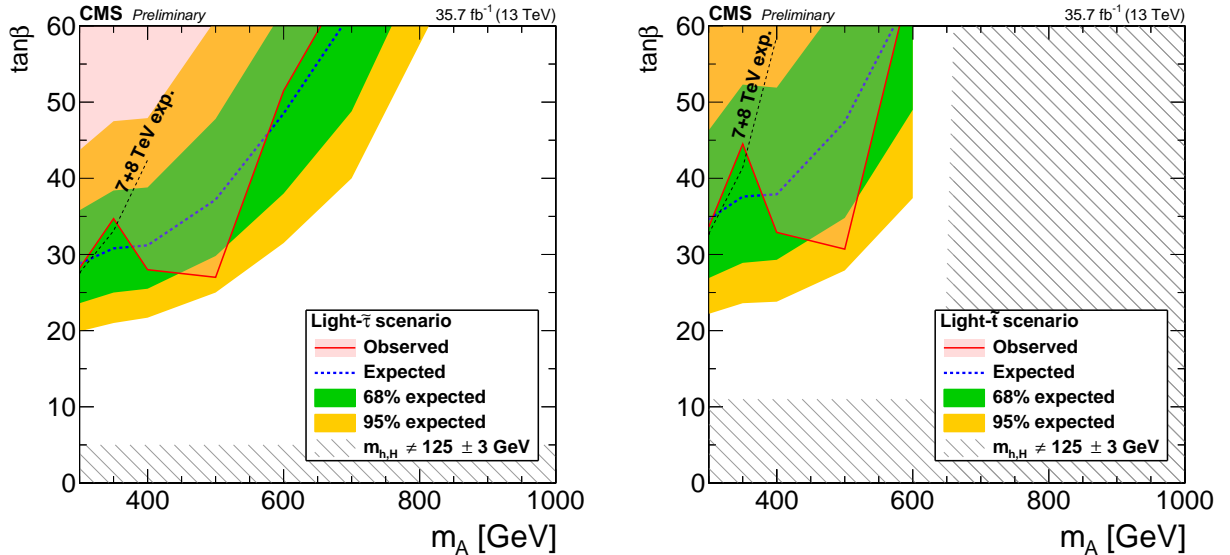 CMS Preliminary 35.7 fb⁻¹ (13 TeV)
tanβ
60
50
40
30
20
10
0
7+8 TeV exp.
Light-τ̃ scenario
Observed
Expected
68% expected
95% expected
m_h,H ≠ 125 ± 3 GeV
400 600 800 1000
m_A [GeV]
CMS Preliminary 35.7 fb⁻¹ (13 TeV)
tanβ
60
50
40
30
20
10
0
7+8 TeV exp.
Light-t̃ scenario
Observed
Expected
68% expected
95% expected
m_h,H ≠ 125 ± 3 GeV
400 600 800 1000
m_A [GeV]